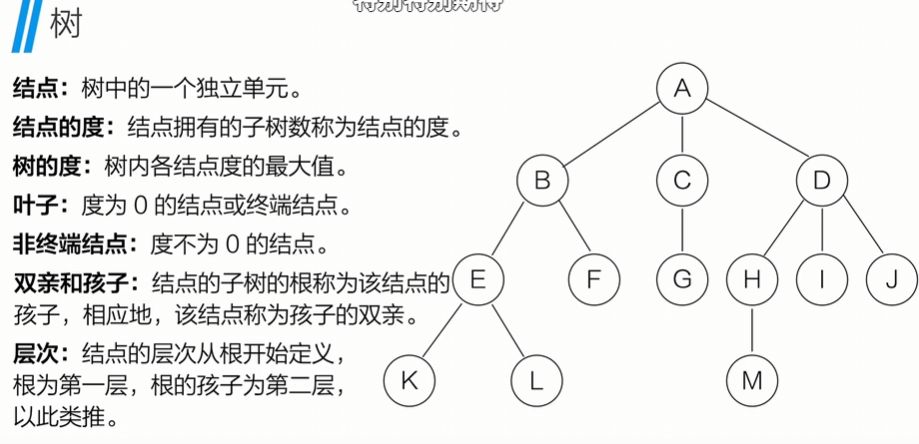 树
结点：树中的一个独立单元。
结点的度：结点拥有的子树数称为结点的度。
树的度：树内各结点度的最大值。
叶子：度为 0 的结点或终端结点。
非终端结点：度不为 0 的结点。
双亲和孩子：结点的子树的根称为该结点的
孩子，相应地，该结点称为孩子的双亲。
层次：结点的层次从根开始定义，
根为第一层，根的孩子为第二层，
以此类推。
A
B C D
E F G H I J
K L M